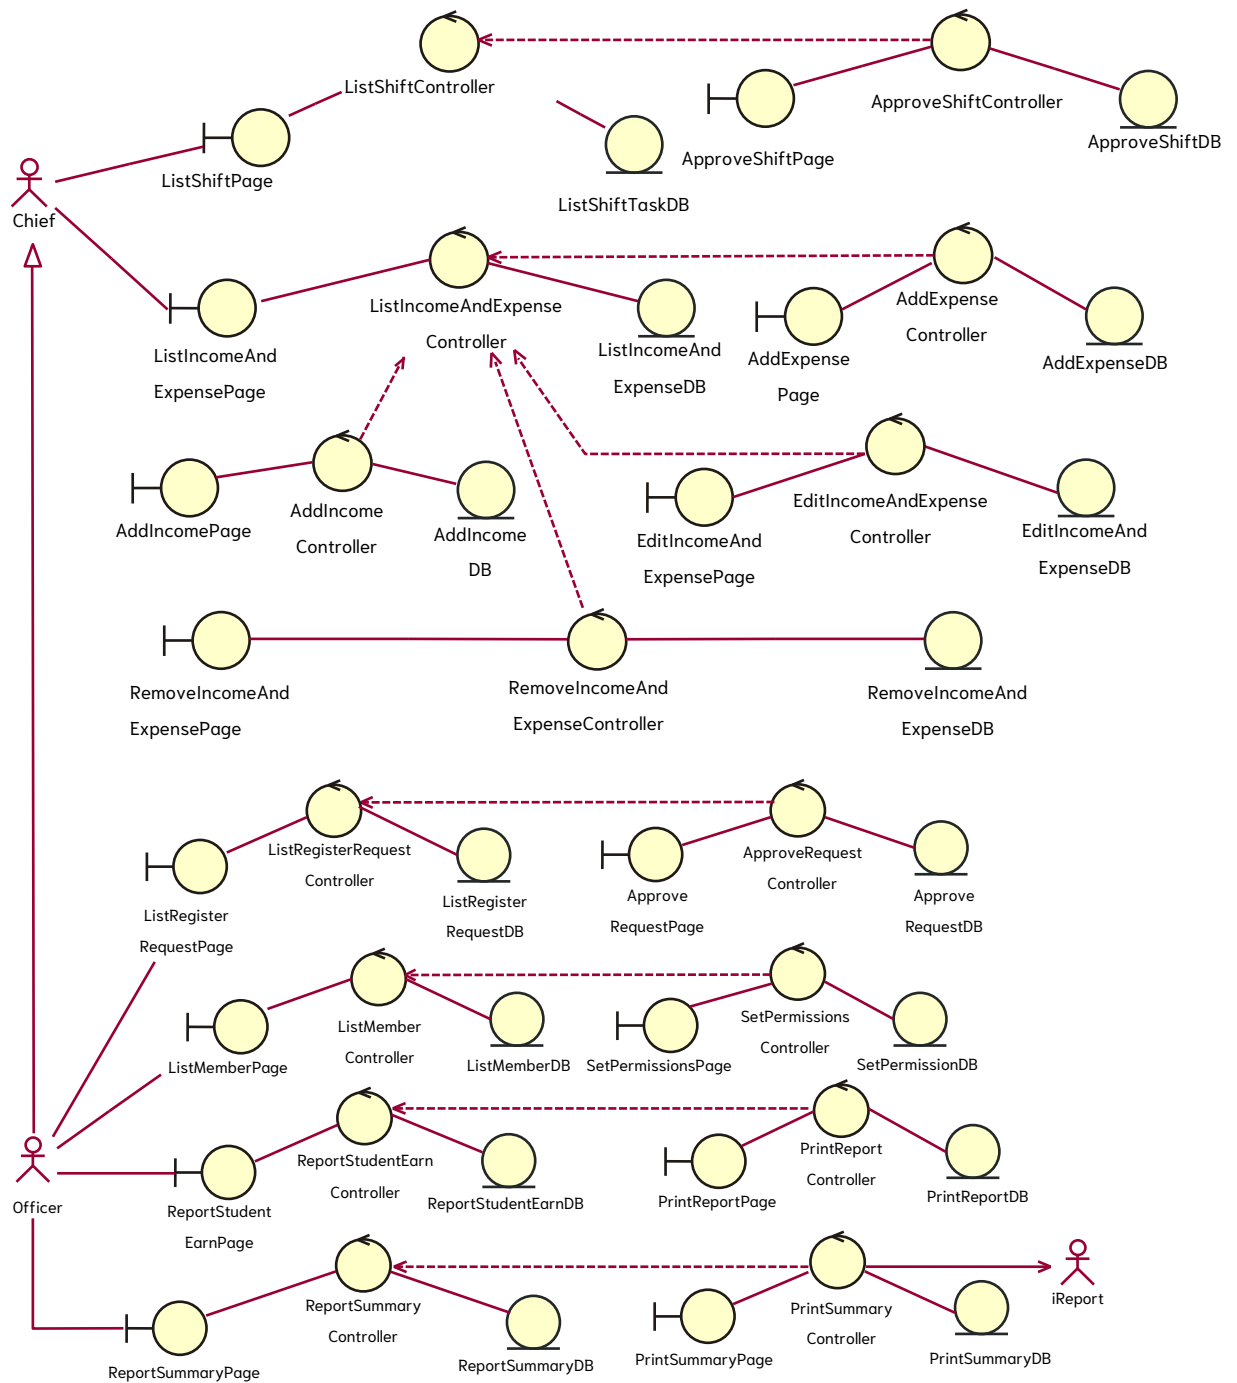 ListShiftController
ApproveShiftController
ApproveShiftDB
ApproveShiftPage
ListShiftPage
ListShiftTaskDB
Chief
ListIncomeAndExpense
Controller
AddExpense
Controller
ListIncomeAnd
ExpensePage
ListIncomeAnd
ExpenseDB
AddExpense
Page
AddExpenseDB
AddIncomePage
AddIncome
Controller
AddIncome
DB
EditIncomeAndExpense
Controller
EditIncomeAnd
ExpensePage
EditIncomeAnd
ExpenseDB
RemoveIncomeAnd
ExpensePage
RemoveIncomeAnd
ExpenseController
RemoveIncomeAnd
ExpenseDB
ListRegisterRequest
Controller
ApproveRequest
Controller
ListRegister
RequestPage
ListRegister
RequestDB
Approve
RequestPage
Approve
RequestDB
ListMember
Controller
SetPermissions
Controller
ListMemberPage
ListMemberDB
SetPermissionsPage
SetPermissionDB
ReportStudentEarn
Controller
PrintReport
Controller
Officer
ReportStudent
EarnPage
ReportStudentEarnDB
PrintReportPage
PrintReportDB
ReportSummary
Controller
PrintSummary
Controller
iReport
ReportSummaryPage
ReportSummaryDB
PrintSummaryPage
PrintSummaryDB